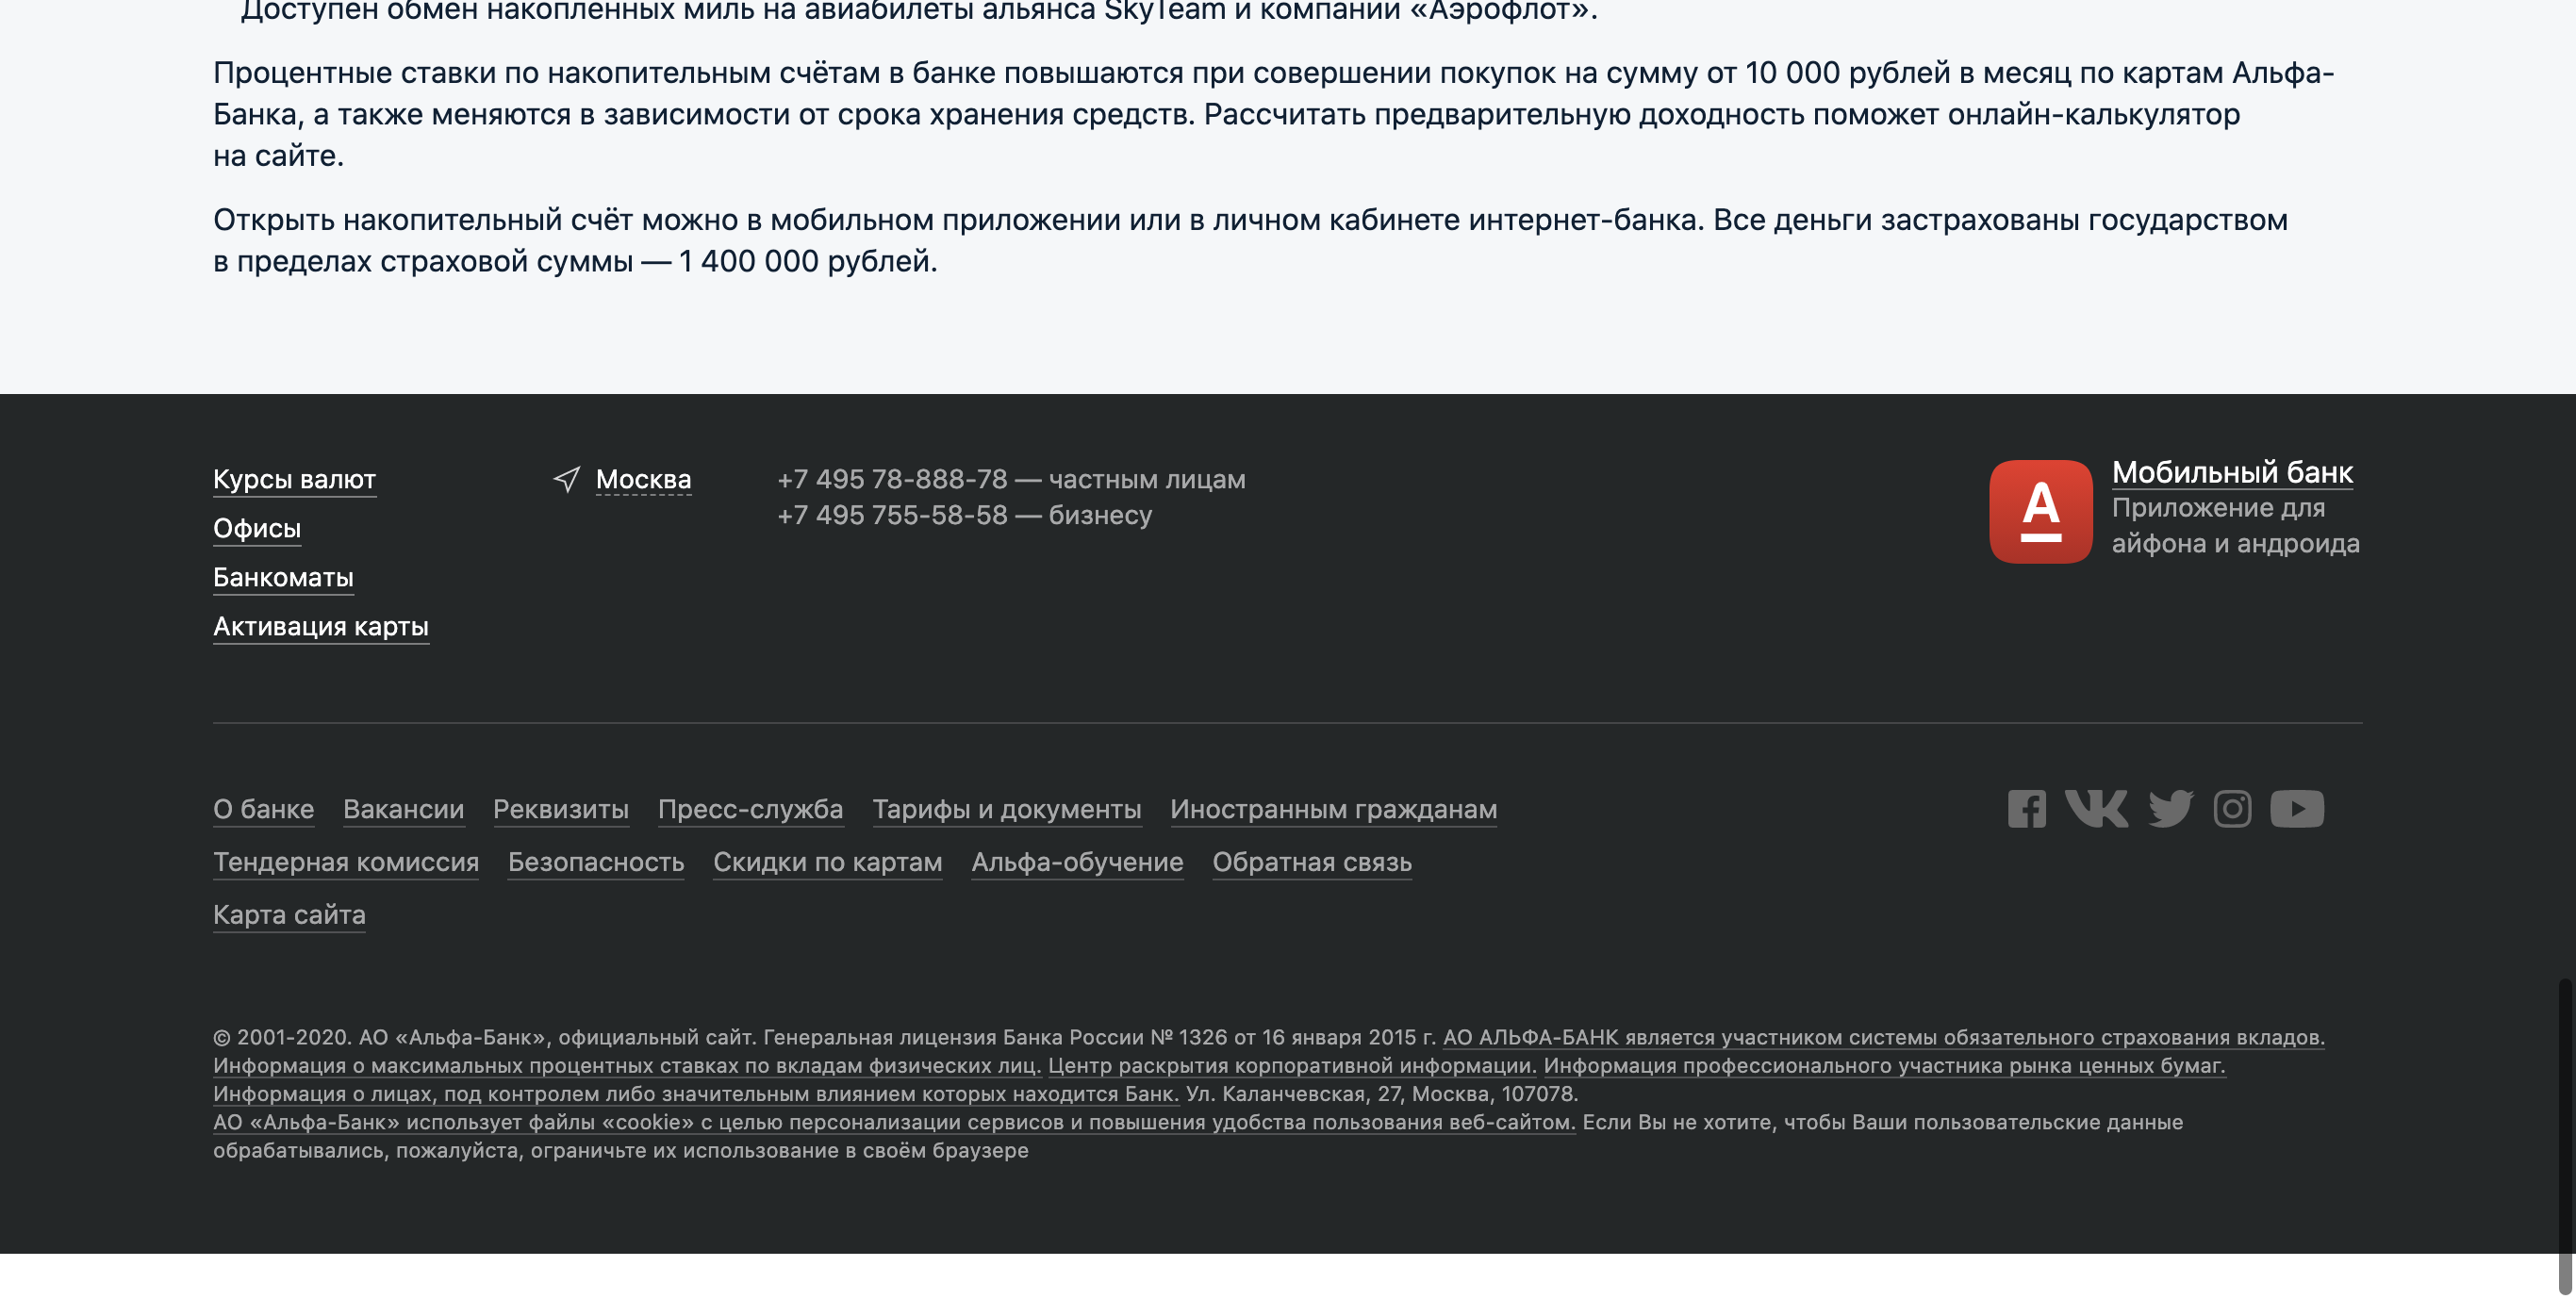 Доступен обмен накопленных миль на авиабилеты альянса SkyTeam и компании «Аэрофлот».
Процентные ставки по накопительным счётам в банке повышаются при совершении покупок на сумму от 10 000 рублей в месяц по картам Альфа-
Банка, а также меняются в зависимости от срока хранения средств. Рассчитать предварительную доходность поможет онлайн-калькулятор
на сайте.
Открыть накопительный счёт можно в мобильном приложении или в личном кабинете интернет-банка. Все деньги застрахованы государством
в пределах страховой суммы — 1 400 000 рублей.
Курсы валют
Офисы
Банкоматы
Активация карты
Москва
+7 495 78-888-78 — частным лицам
+7 495 755-58-58 — бизнесу
А
Мобильный банк
Приложение для
айфона и андроида
О банке Вакансии Реквизиты Пресс-служба Тарифы и документы Иностранным гражданам
Тендерная комиссия Безопасность Скидки по картам Альфа-обучение Обратная связь
Карта сайта
© 2001-2020. АО «Альфа-Банк», официальный сайт. Генеральная лицензия Банка России № 1326 от 16 января 2015 г. АО АЛЬФА-БАНК является участником системы обязательного страхования вкладов.
Информация о максимальных процентных ставках по вкладам физических лиц. Центр раскрытия корпоративной информации. Информация профессионального участника рынка ценных бумаг.
Информация о лицах, под контролем либо значительным влиянием которых находится Банк. Ул. Каланчевская, 27, Москва, 107078.
АО «Альфа-Банк» использует файлы «cookie» с целью персонализации сервисов и повышения удобства пользования веб-сайтом. Если Вы не хотите, чтобы Ваши пользовательские данные
обрабатывались, пожалуйста, ограничьте их использование в своём браузере